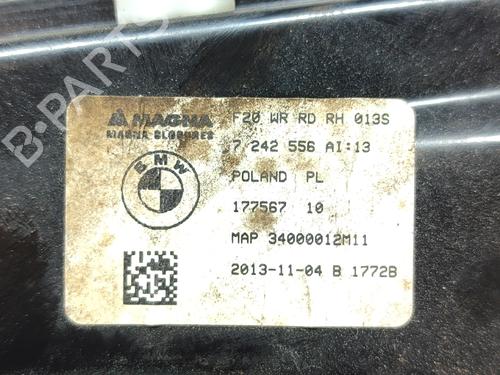 MAGNA
MAGNA CLOSURES
BMW
F20 WR RD RH 013S
7 242 556 AI:13
POLAND PL
177567 10
MAP 34000012M11
2013-11-04 B 1772B
B-PARTS